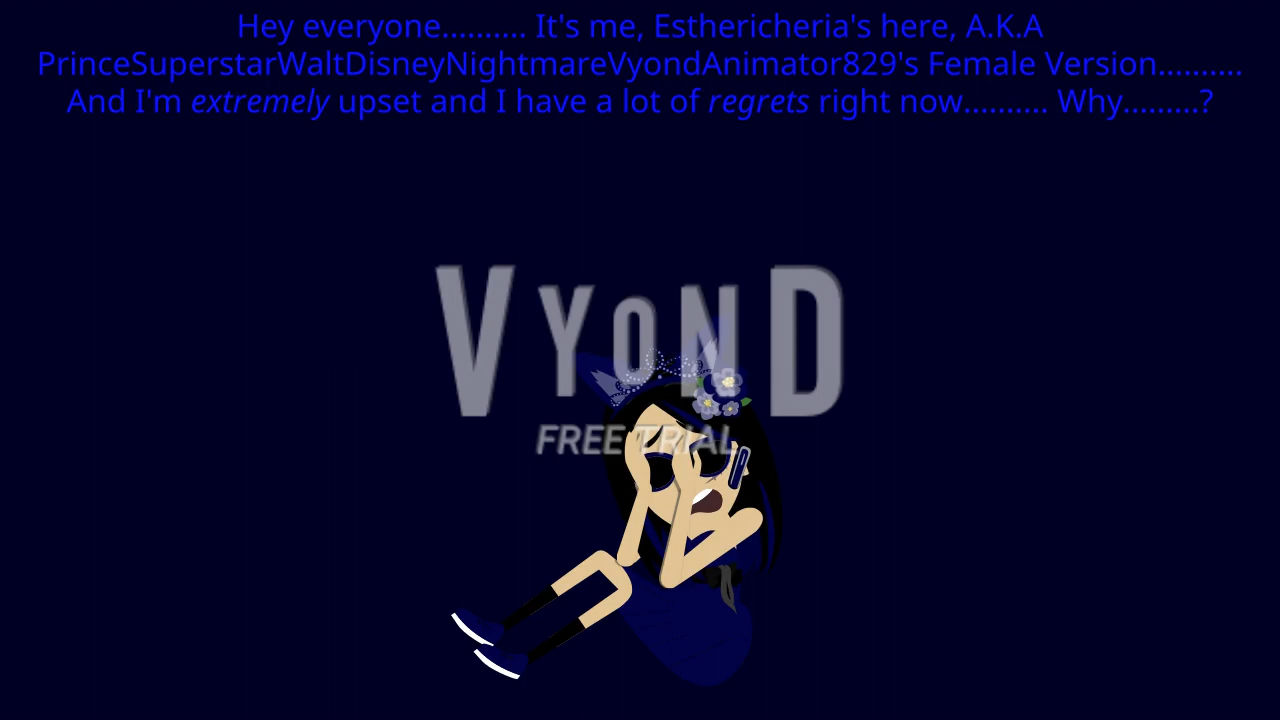 Hey everyone.......... It's me, Esthericheria's here, A.K.A
PrinceSuperstarWaltDisneyNightmareVyondAnimator829's Female Version..........
And I'm extremely upset and I have a lot of regrets right now.......... Why.........?
VYOND
FREE TRIAL